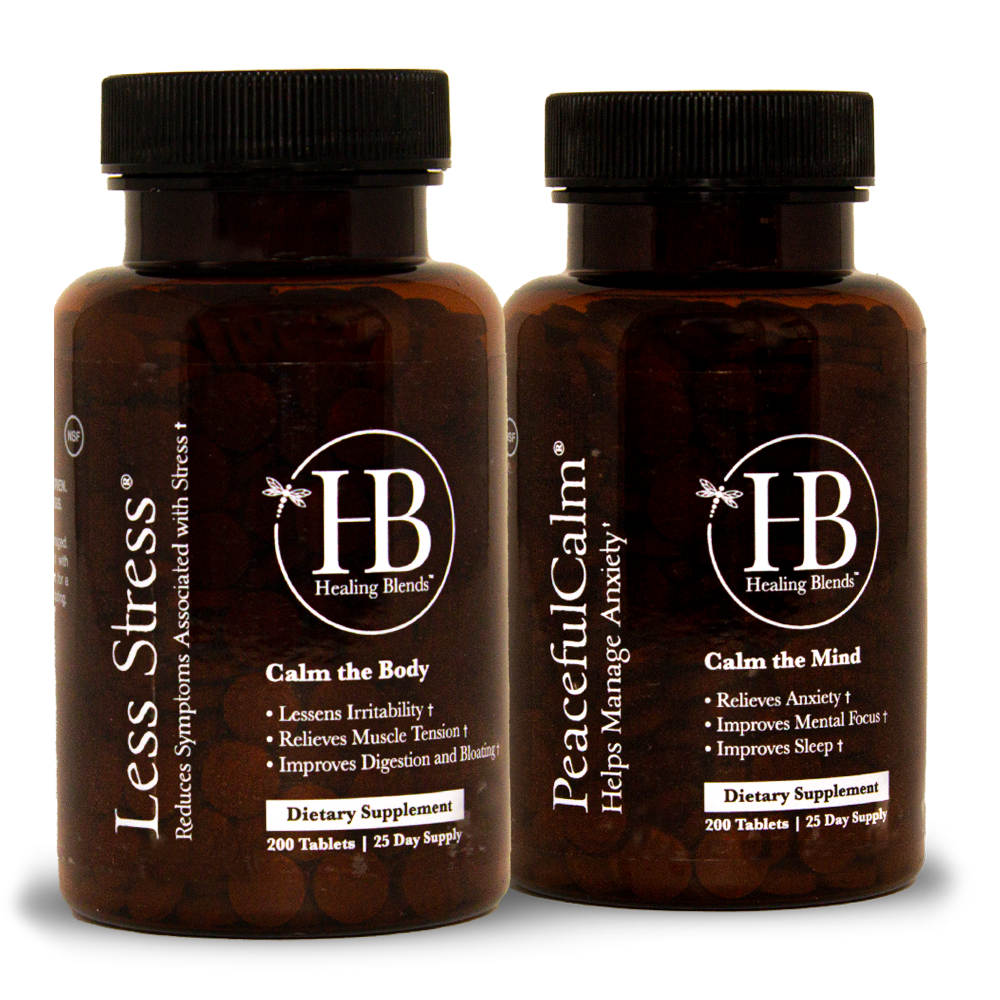 NSF
Less Stress®
Reduces Symptoms Associated with Stress †
HB
Healing Blends™
Calm the Body
• Lessens Irritability †
• Relieves Muscle Tension †
• Improves Digestion and Bloating †
Dietary Supplement
200 Tablets | 25 Day Supply
PeacefulCalm®
Helps Manage Anxiety†
HB
Healing Blends™
Calm the Mind
• Relieves Anxiety †
• Improves Mental Focus †
• Improves Sleep †
Dietary Supplement
200 Tablets | 25 Day Supply